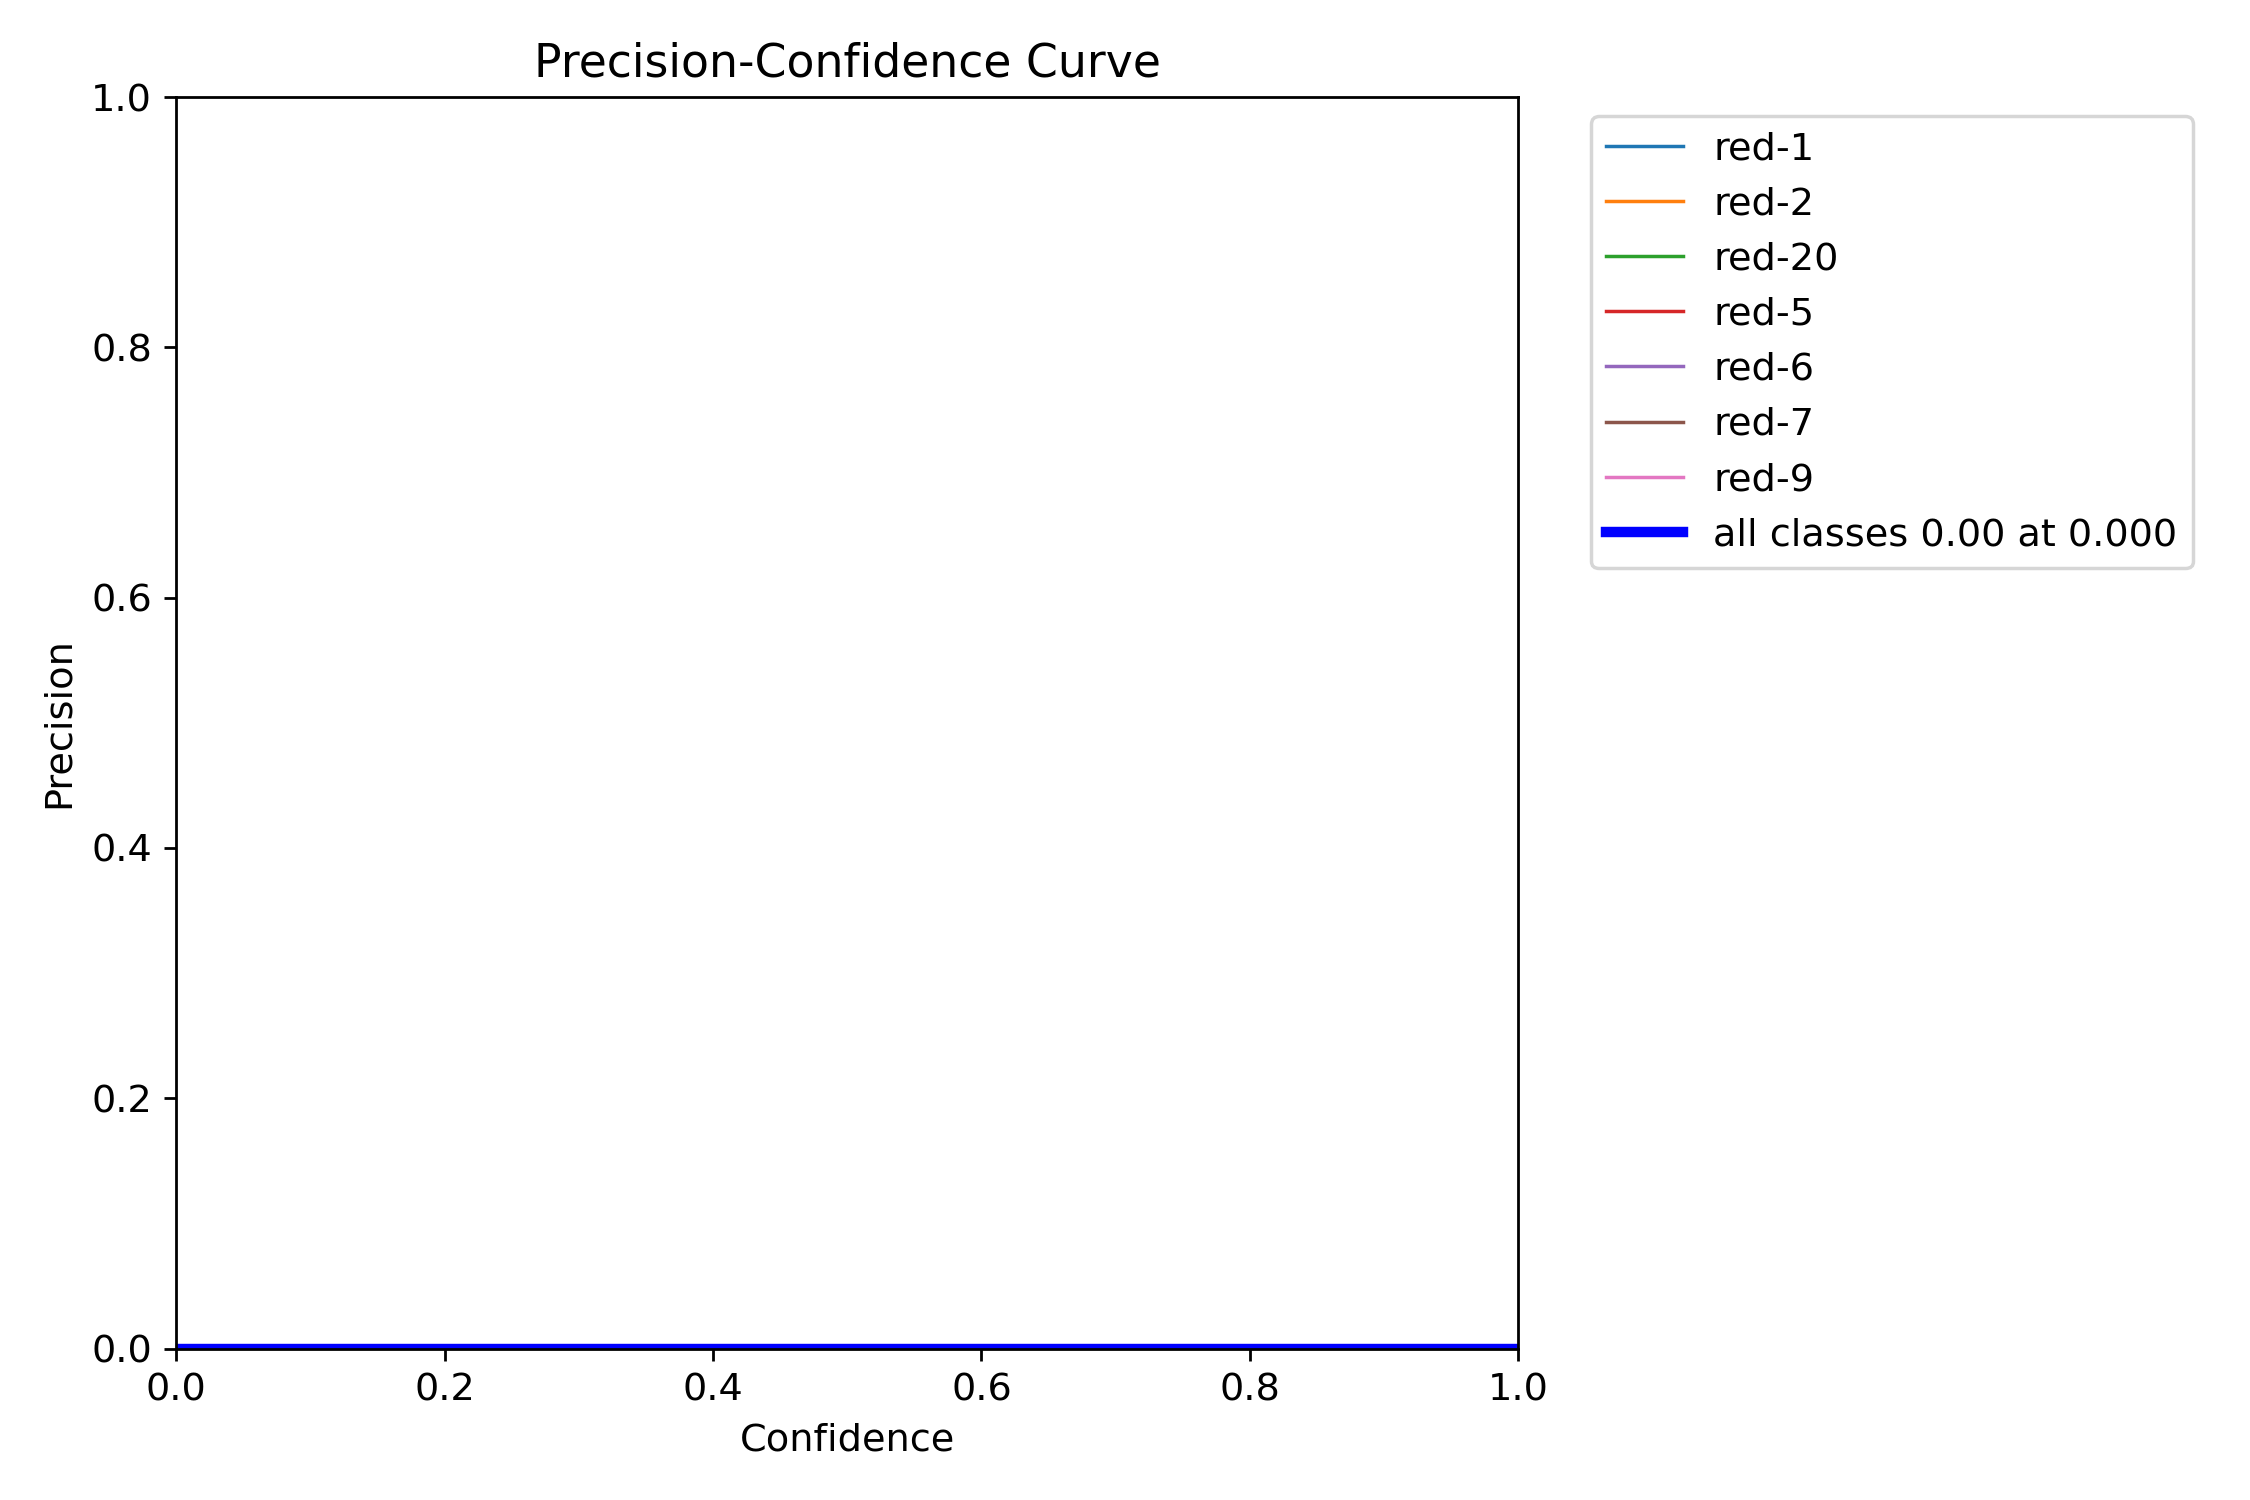 Precision-Confidence Curve
1.0
0.8
0.6
0.4
0.2
0.0
Precision
0.0 0.2 0.4 0.6 0.8 1.0
Confidence
red-1
red-2
red-20
red-5
red-6
red-7
red-9
all classes 0.00 at 0.000